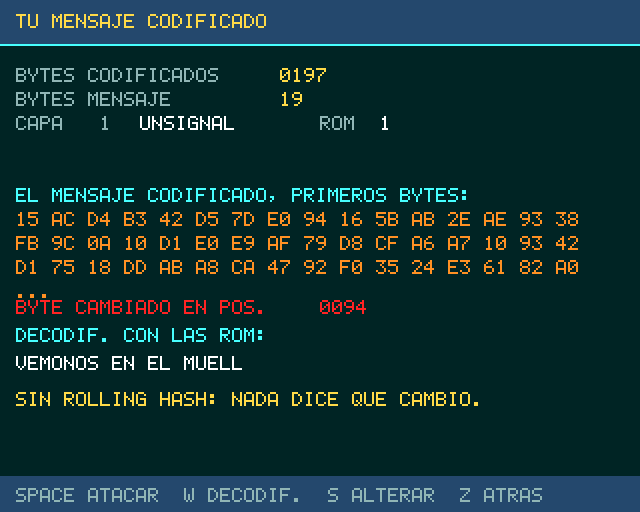 TU MENSAJE CODIFICADO
BYTES CODIFICADOS 0197
BYTES MENSAJE 19
CAPA 1 UNSIGNAL ROM 1
EL MENSAJE CODIFICADO, PRIMEROS BYTES:
15 AC D4 B3 42 D5 7D E0 94 16 5B AB 2E AE 93 38
FB 9C 0A 10 D1 E0 E9 AF 79 D8 CF A6 A7 10 93 42
D1 75 18 DD AB A8 CA 47 92 F0 35 24 E3 61 82 A0
...
BYTE CAMBIADO EN POS. 0094
DECODIF. CON LAS ROM:
VEMONOS EN EL MUELL
SIN ROLLING HASH: NADA DICE QUE CAMBIO.
SPACE ATACAR W DECODIF. S ALTERAR Z ATRAS